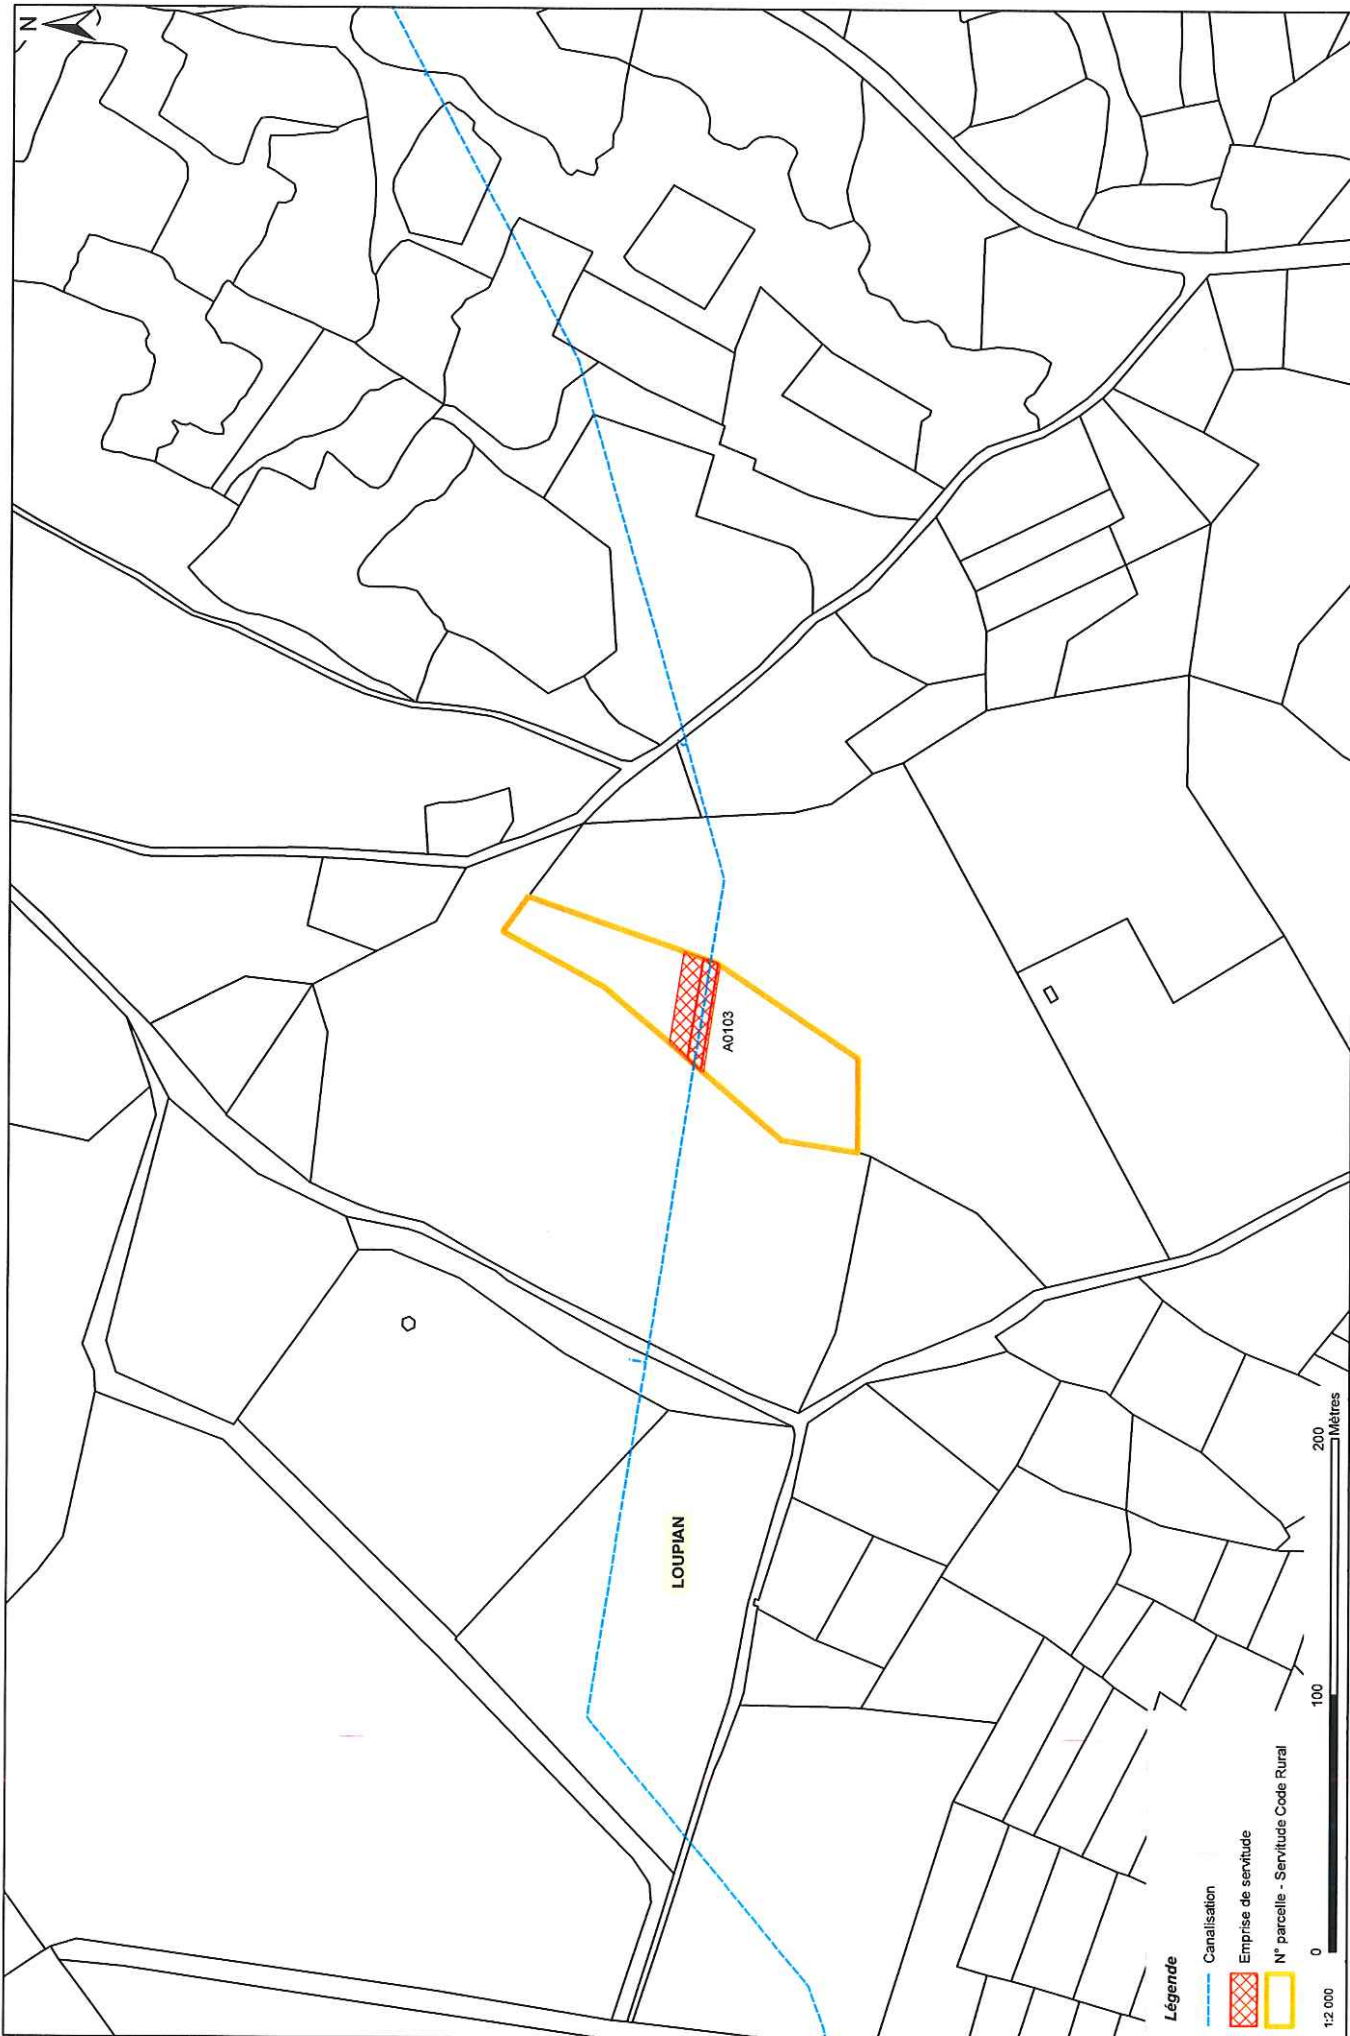 N
A0103
LOUPIAN
Légende
Canalisation
Emprise de servitude
N° parcelle - Servitude Code Rural
1:2 000
0 100 200
Mètres